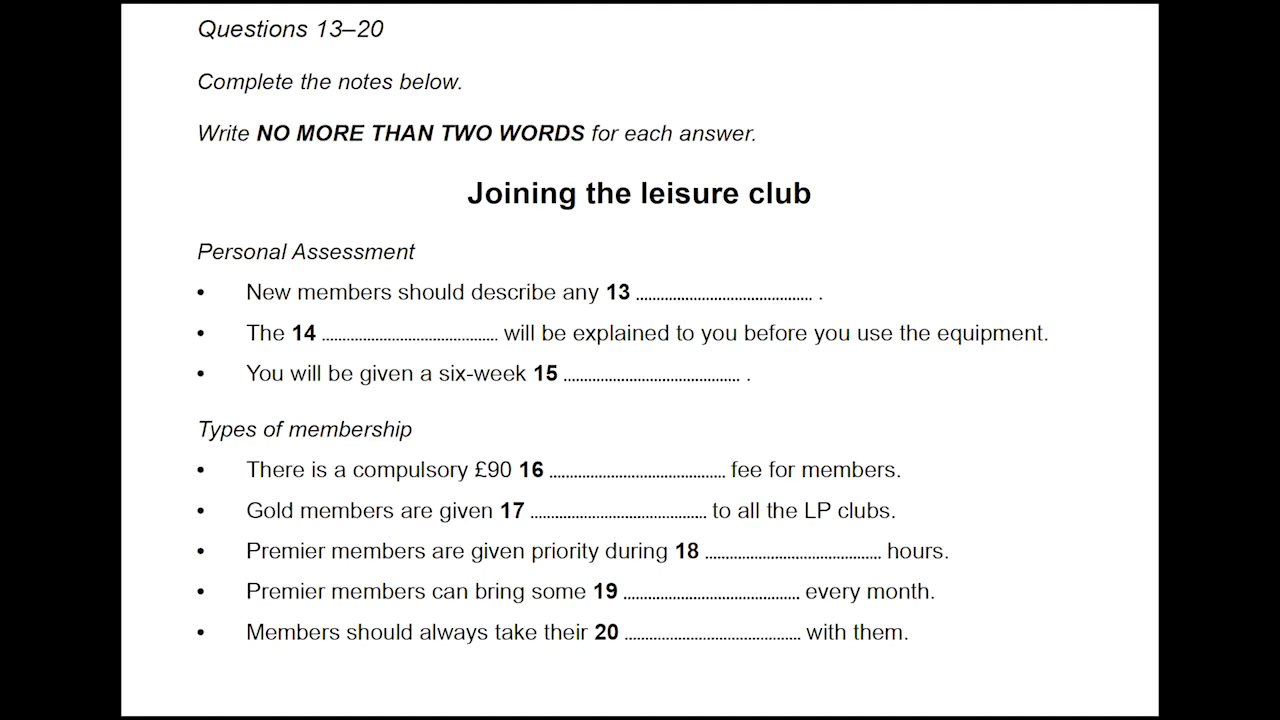 Questions 13–20
Complete the notes below.
Write NO MORE THAN TWO WORDS for each answer.
Joining the leisure club
Personal Assessment
• New members should describe any 13 .............................................. .
• The 14 .............................................. will be explained to you before you use the equipment.
• You will be given a six-week 15 .............................................. .
Types of membership
• There is a compulsory £90 16 .............................................. fee for members.
• Gold members are given 17 .............................................. to all the LP clubs.
• Premier members are given priority during 18 .............................................. hours.
• Premier members can bring some 19 .............................................. every month.
• Members should always take their 20 .............................................. with them.